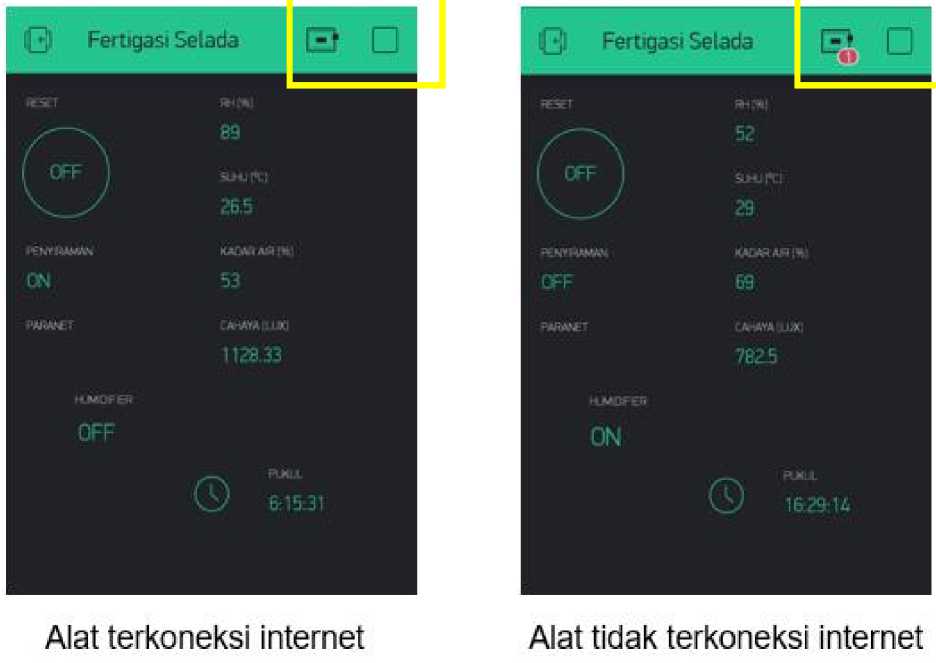 Fertigasi Selada
RESET
OFF
RH (%)
89
SUHU (°C)
26.5
PENYIRAMAN
ON
KADAR AIR (%)
53
PARANET
CAHAYA (LUX)
1128.33
HUMIDIFIER
OFF
PUKUL
6:15:31
Alat terkoneksi internet
Fertigasi Selada
1
RESET
OFF
RH (%)
52
SUHU (°C)
29
PENYIRAMAN
OFF
KADAR AIR (%)
69
PARANET
CAHAYA (LUX)
782.5
HUMIDIFIER
ON
PUKUL
16:29:14
Alat tidak terkoneksi internet